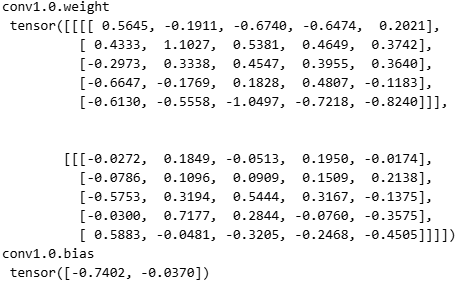 conv1.0.weight
tensor([[[[ 0.5645, -0.1911, -0.6740, -0.6474, 0.2021],
[ 0.4333, 1.1027, 0.5381, 0.4649, 0.3742],
[-0.2973, 0.3338, 0.4547, 0.3955, 0.3640],
[-0.6647, -0.1769, 0.1828, 0.4807, -0.1183],
[-0.6130, -0.5558, -1.0497, -0.7218, -0.8240]]],
[[[-0.0272, 0.1849, -0.0513, 0.1950, -0.0174],
[-0.0786, 0.1096, 0.0909, 0.1509, 0.2138],
[-0.5753, 0.3194, 0.5444, 0.3167, -0.1375],
[-0.0300, 0.7177, 0.2844, -0.0760, -0.3575],
[ 0.5883, -0.0481, -0.3205, -0.2468, -0.4505]]]])
conv1.0.bias
tensor([-0.7402, -0.0370])